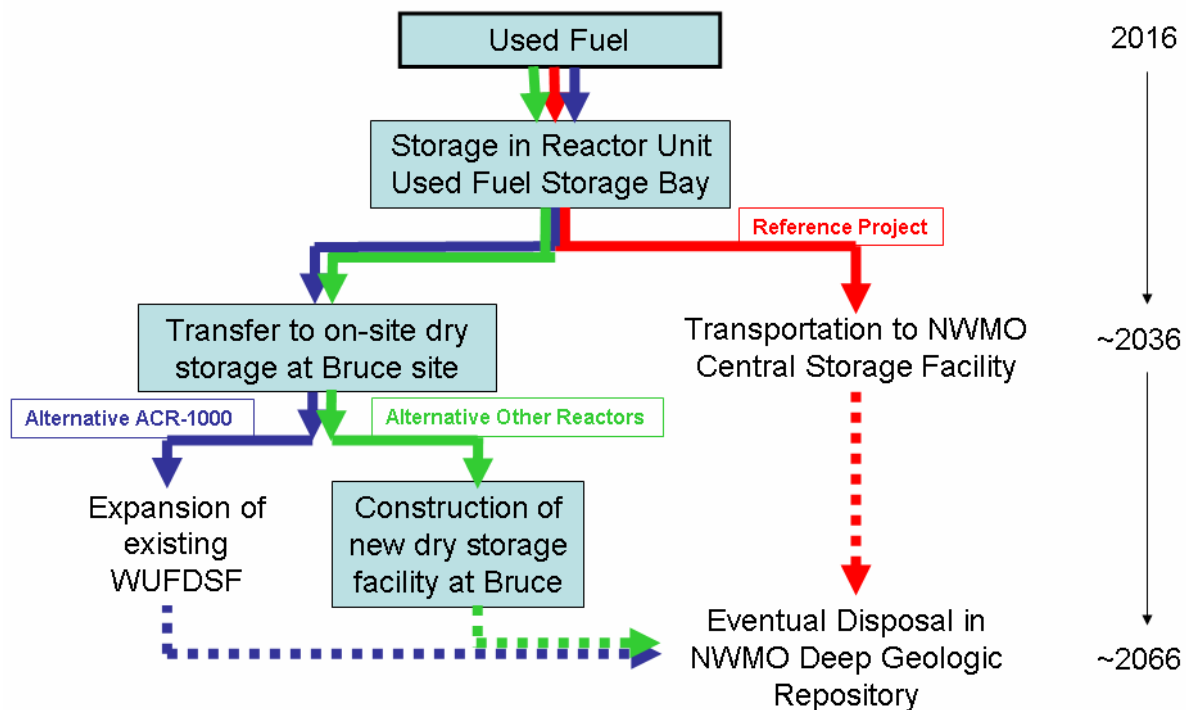 Used Fuel
2016
Storage in Reactor Unit
Used Fuel Storage Bay
Reference Project
Transfer to on-site dry
storage at Bruce site
Transportation to NWMO
Central Storage Facility
~2036
Alternative ACR-1000
Alternative Other Reactors
Expansion of
existing
WUFDSF
Construction of
new dry storage
facility at Bruce
Eventual Disposal in
NWMO Deep Geologic
Repository
~2066